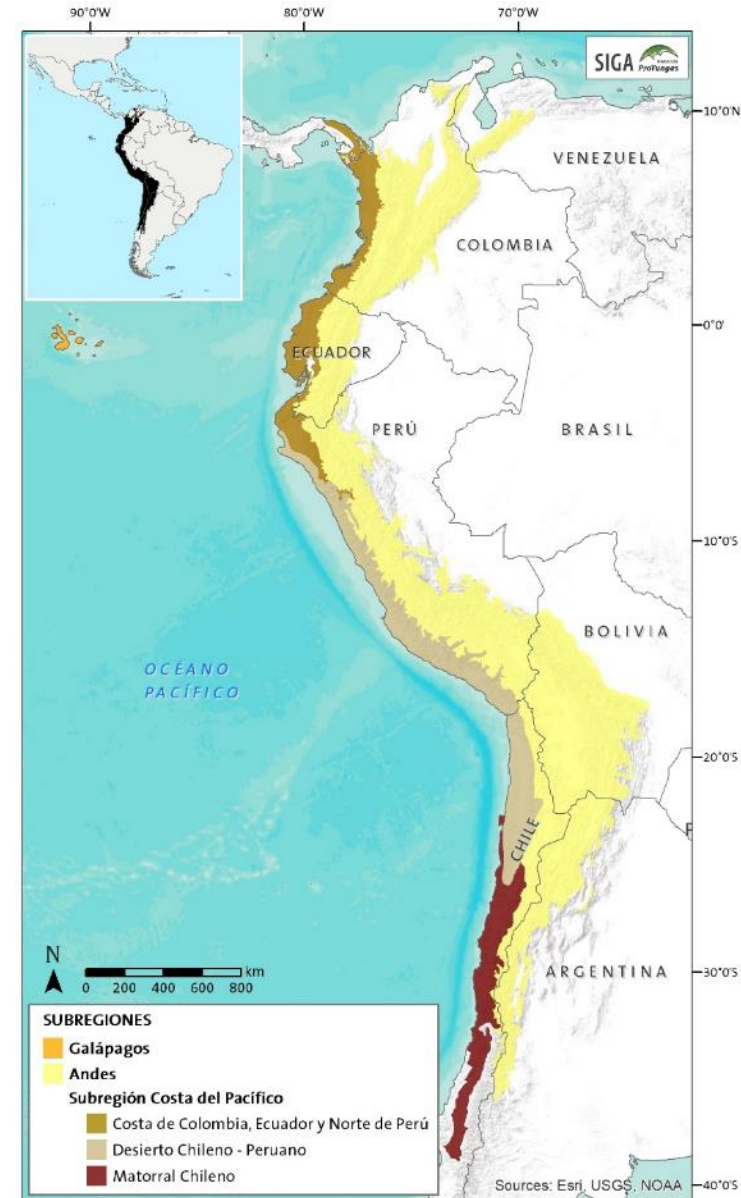 90°0'W
80°0'W
70°0'W
SIGA
ProYungas
10°0'N
VENEZUELA
COLOMBIA
0°0'
ECUADOR
PERÚ
BRASIL
10°0'S
BOLIVIA
OCÉANO
PACÍFICO
20°0'S
CHILE
P
N
km
0 200 400 600 800
ARGENTINA
30°0'S
SUBREGIONES
Galápagos
Andes
Subregión Costa del Pacífico
Costa de Colombia, Ecuador y Norte de Perú
Desierto Chileno - Peruano
Matorral Chileno
Sources: Esri, USGS, NOAA
40°0'S